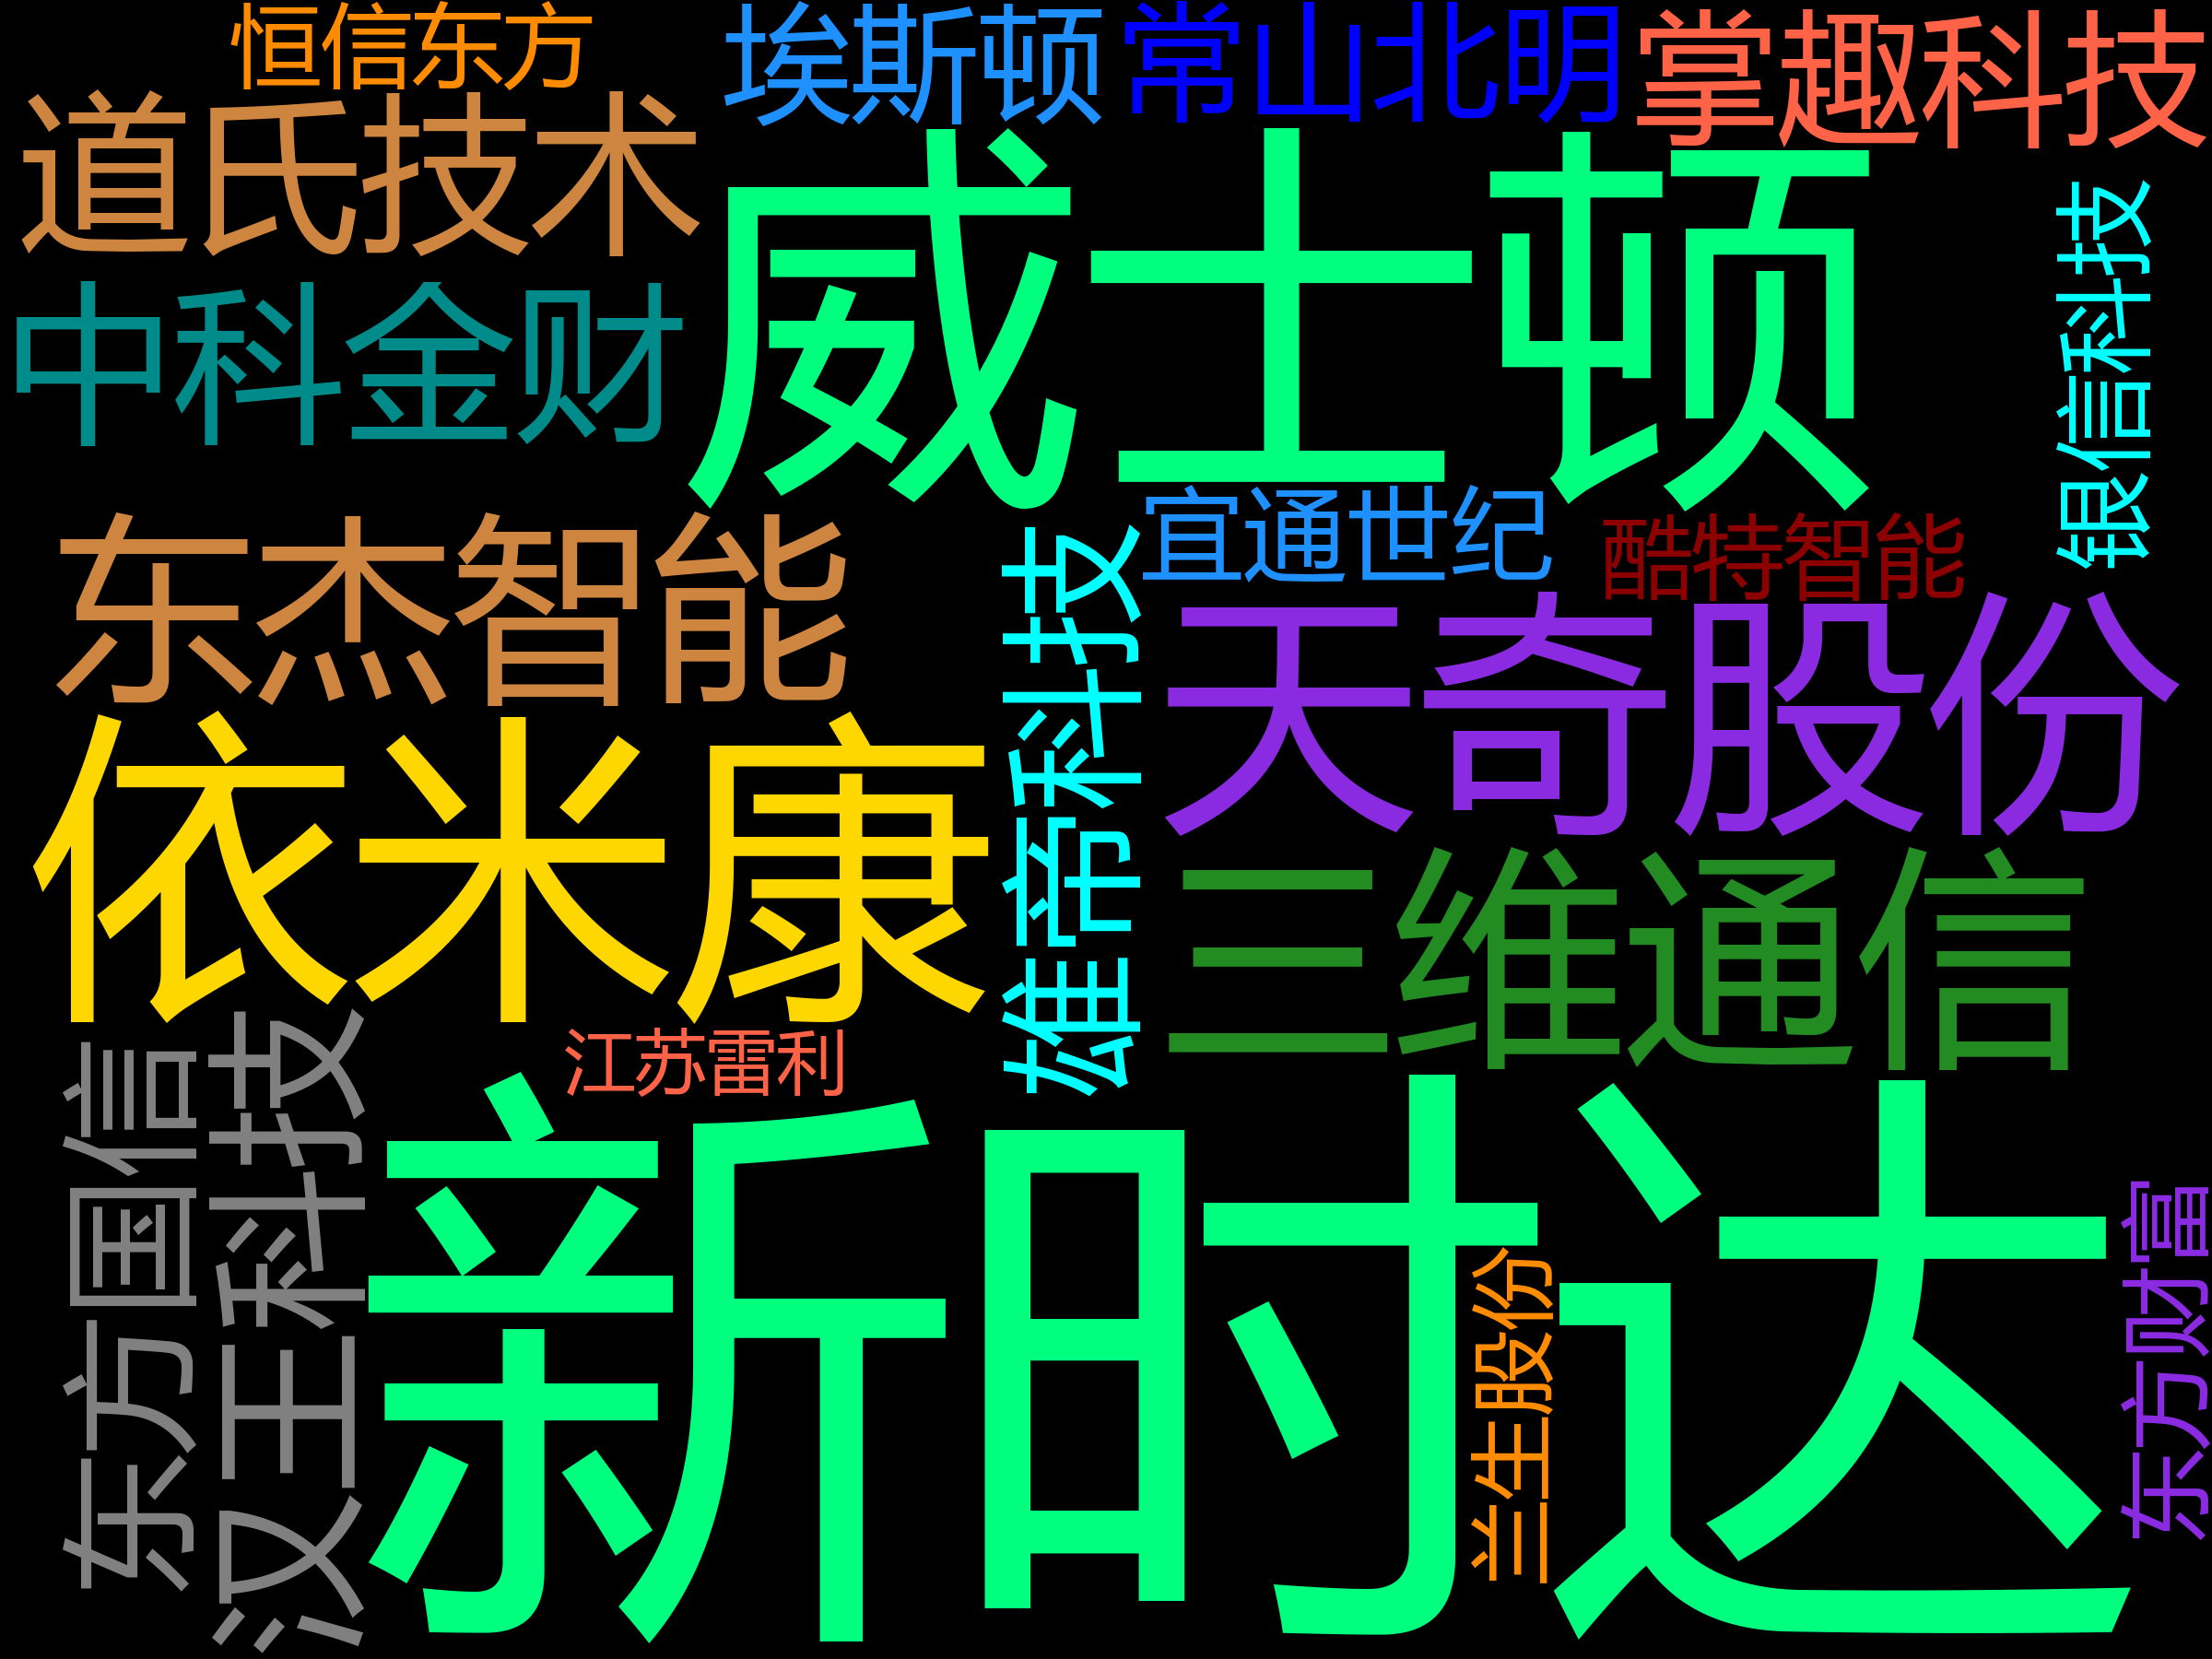 恒信东方
埃斯顿
常山北明
掌趣科技
道氏技术
威士顿
银信科技
中科金财
宜通世纪
酷特智能
东杰智能
维帝科技
天奇股份
依米康
三维通信
江苏雷利
东方国信
汉王科技
新时达
兰生股份
东方财富